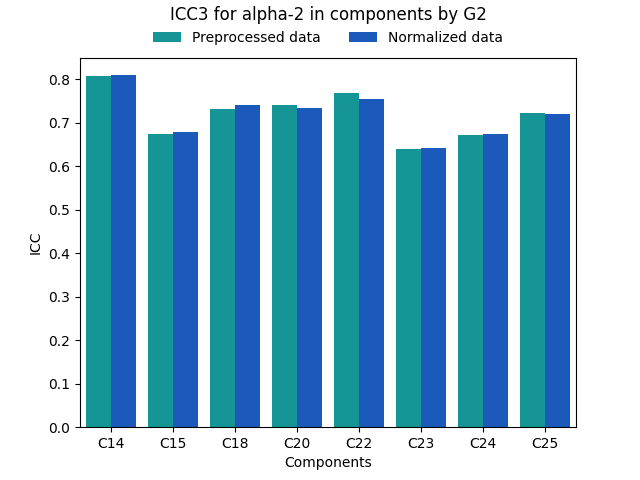 ICC3 for alpha-2 in components by G2
Preprocessed data
Normalized data
ICC
0.8
0.7
0.6
0.5
0.4
0.3
0.2
0.1
0.0
C14 C15 C18 C20 C22 C23 C24 C25
Components